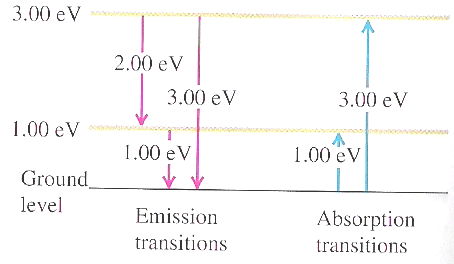 3.00 eV
2.00 eV
3.00 eV
3.00 eV
1.00 eV
1.00 eV
1.00 eV
Ground
level
Emission
transitions
Absorption
transitions